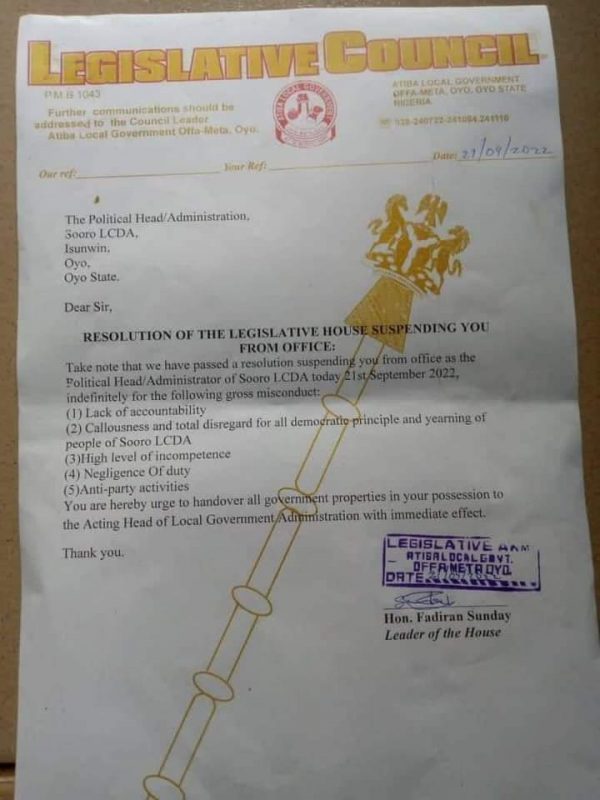 LEGISLATIVE COUNCIL
P.M.B 1043
Further communications should be
addressed to the Council Leader
Atiba Local Government Offa-Meta, Oyo.
ATIBA LOCAL GOVERNMENT
OFFA-META, OYO, OYO STATE
NIGERIA
038-240722-241084.241110
Our ref:
Your Ref:
Date: 21/09/2022
The Political Head/Administration,
Sooro LCDA,
Isunwin,
Oyo,
Oyo State.
Dear Sir,
RESOLUTION OF THE LEGISLATIVE HOUSE SUSPENDING YOU
FROM OFFICE:
Take note that we have passed a resolution suspending you from office as the
Political Head/Administrator of Sooro LCDA today 21st September 2022,
indefinitely for the following gross misconduct:
(1) Lack of accountability
(2) Callousness and total disregard for all democratic principle and yearning of
people of Sooro LCDA
(3)High level of incompetence
(4) Negligence Of duty
(5)Anti-party activities
You are hereby urge to handover all government properties in your possession to
the Acting Head of Local Government Administration with immediate effect.
Thank you.
LEGISLATIVE ARM
ATIBA LOCAL GOVT.
OFFA META OYO.
DATE
Hon. Fadiran Sunday
Leader of the House